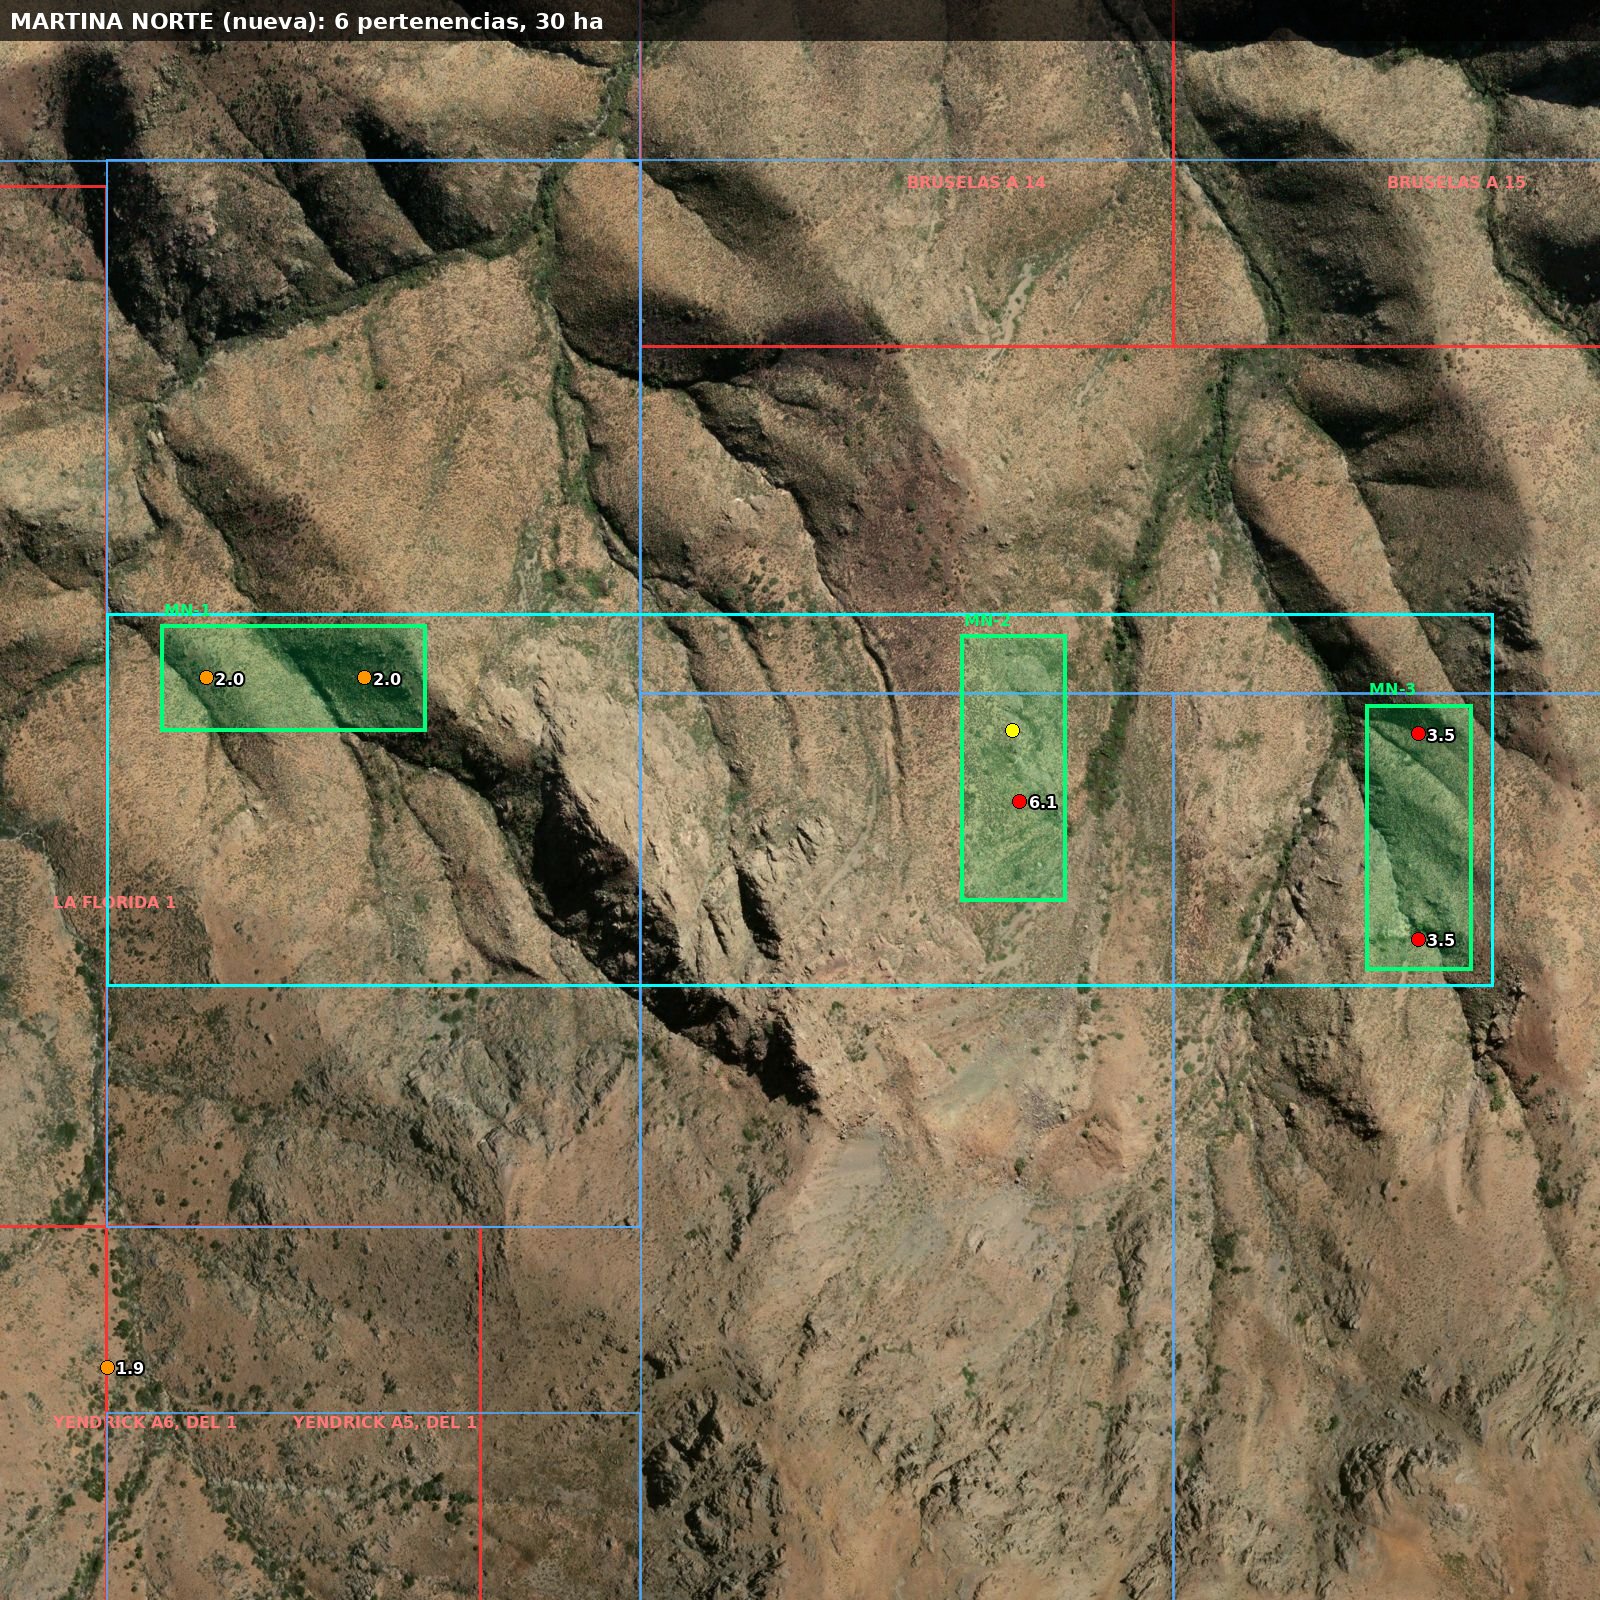 MARTINA NORTE (nueva): 6 pertenencias, 30 ha
BRUSELAS A 14
BRUSELAS A 15
MN-1
MN-2
2.0
2.0
MN-3
3.5
6.1
LA FLORIDA 1
3.5
1.9
YENDRICK A6, DEL 1
YENDRICK A5, DEL 1